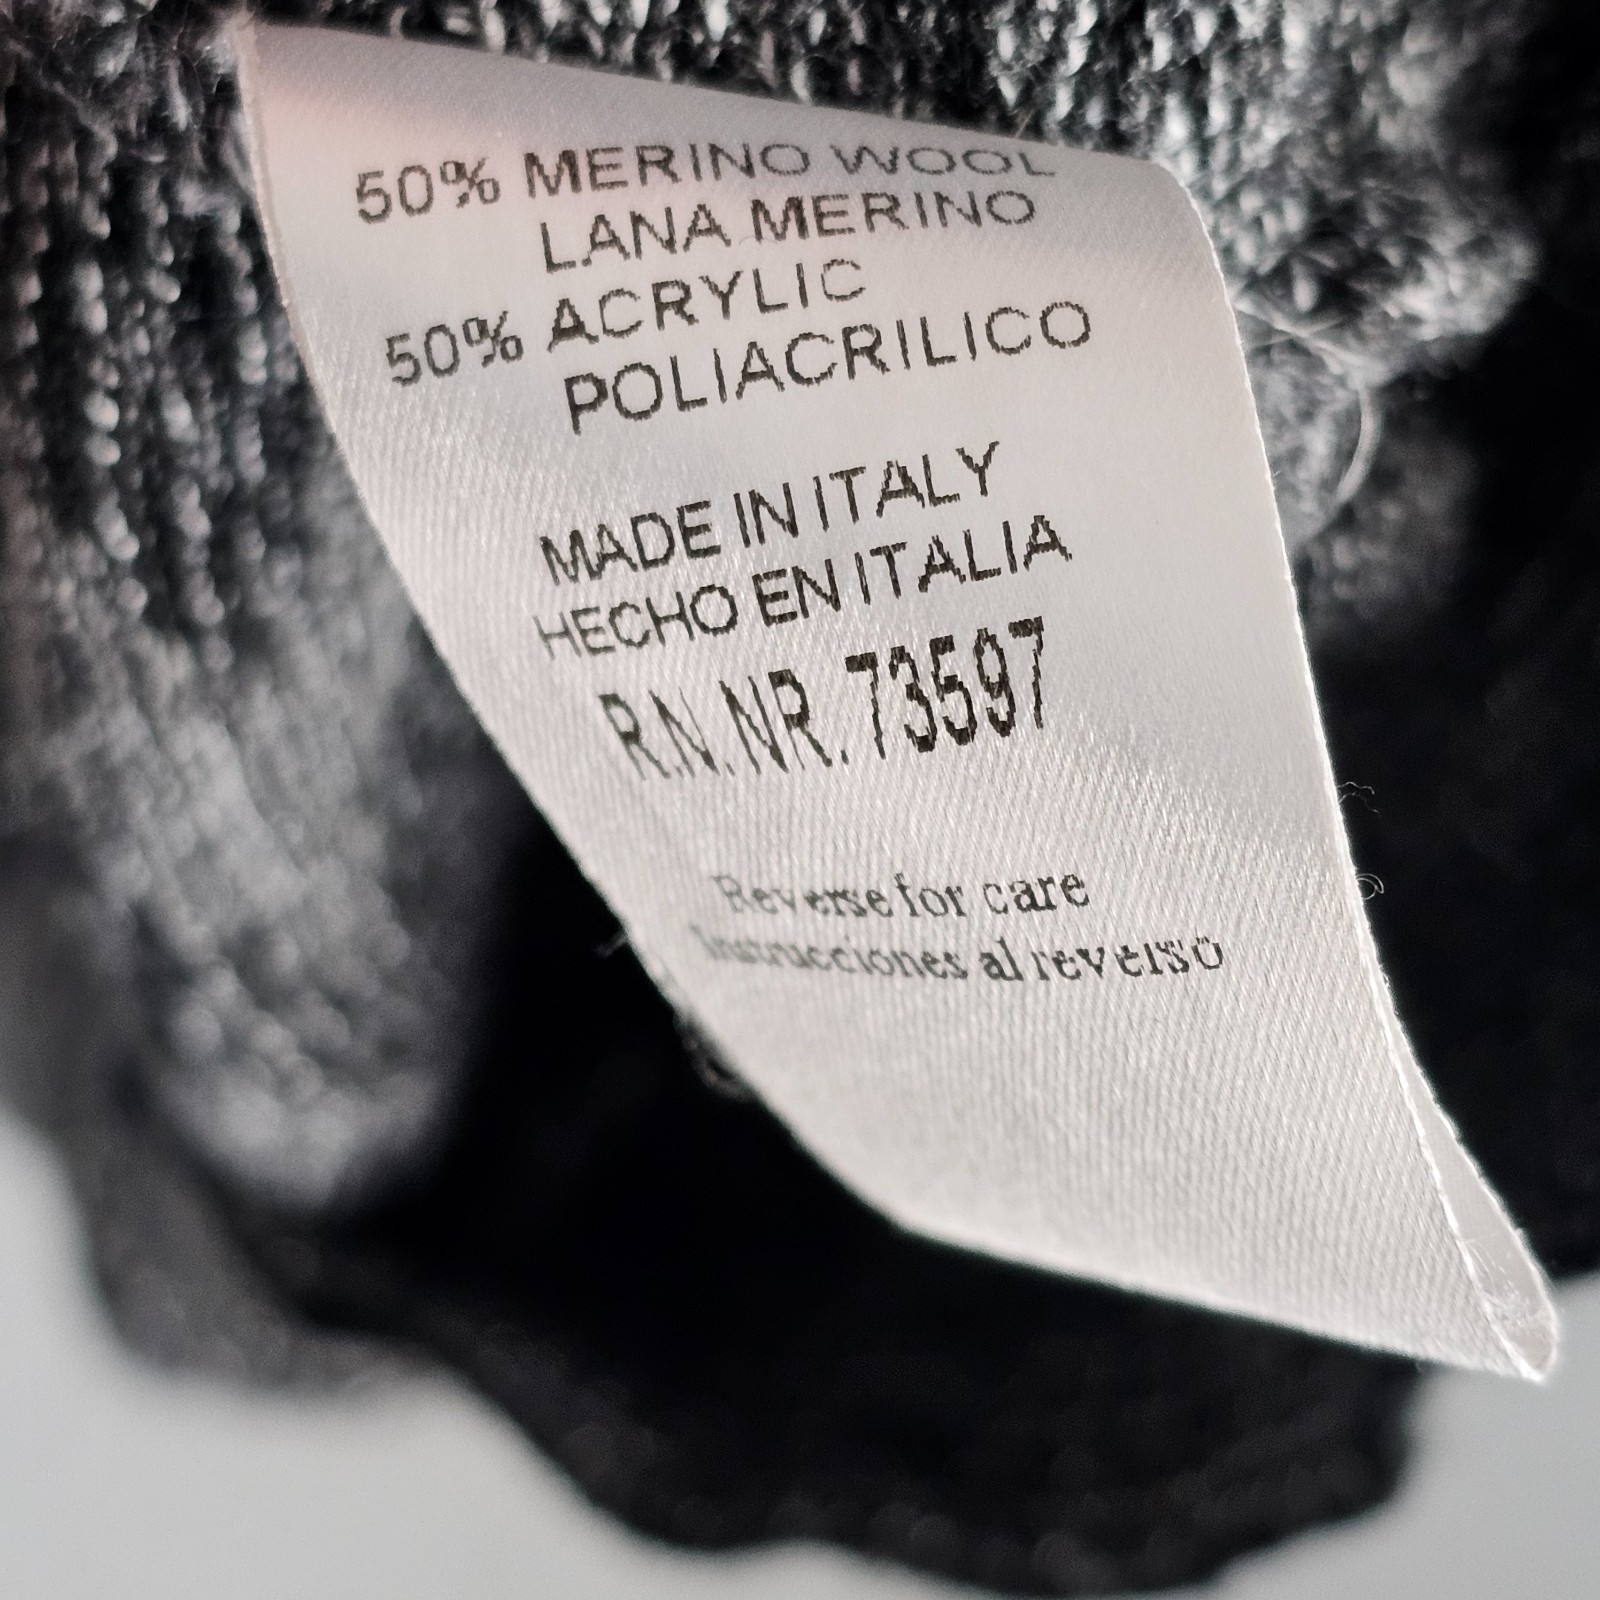 50% MERINO WOOL
LANA MERINO
50% ACRYLIC
POLIACRILICO
MADE IN ITALY
HECHO EN ITALIA
R.N. NR. 73597
Reverse for care
Instrucciones al reverso